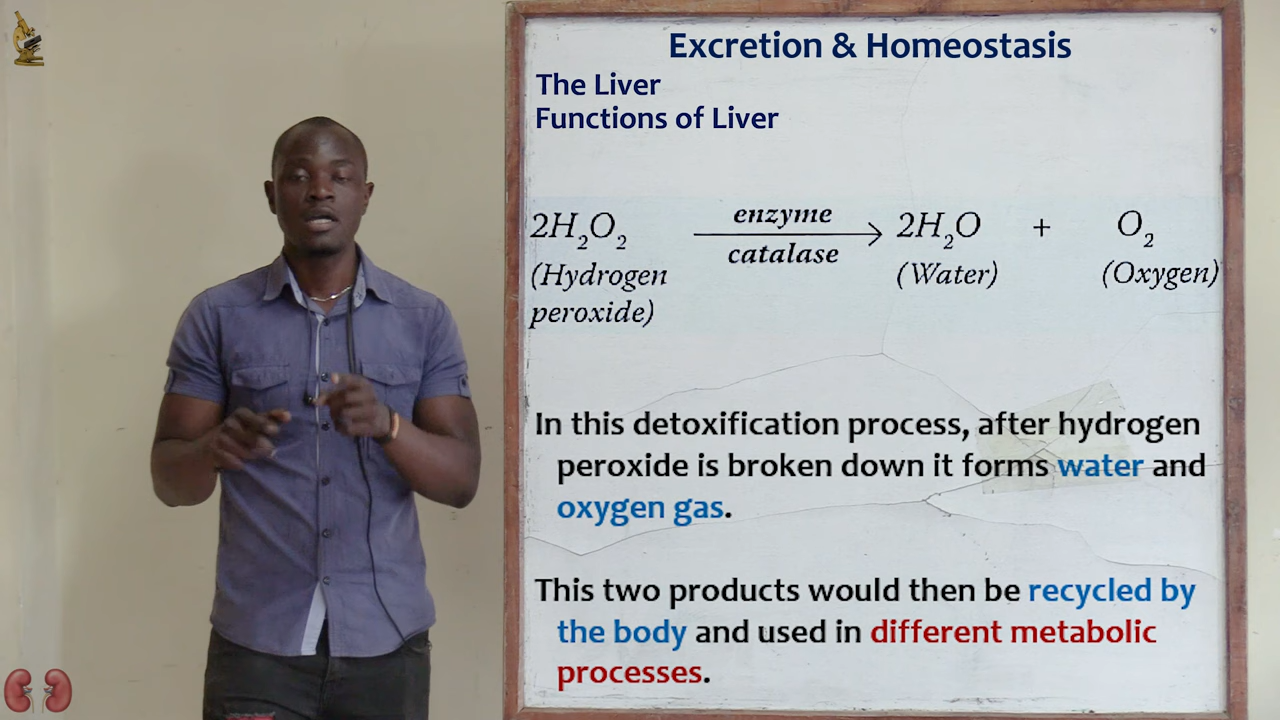 Excretion & Homeostasis
The Liver
Functions of Liver
2H₂O₂ enzyme catalase → 2H₂O + O₂
(Hydrogen peroxide) (Water) (Oxygen)
In this detoxification process, after hydrogen
peroxide is broken down it forms water and
oxygen gas.
This two products would then be recycled by
the body and used in different metabolic
processes.